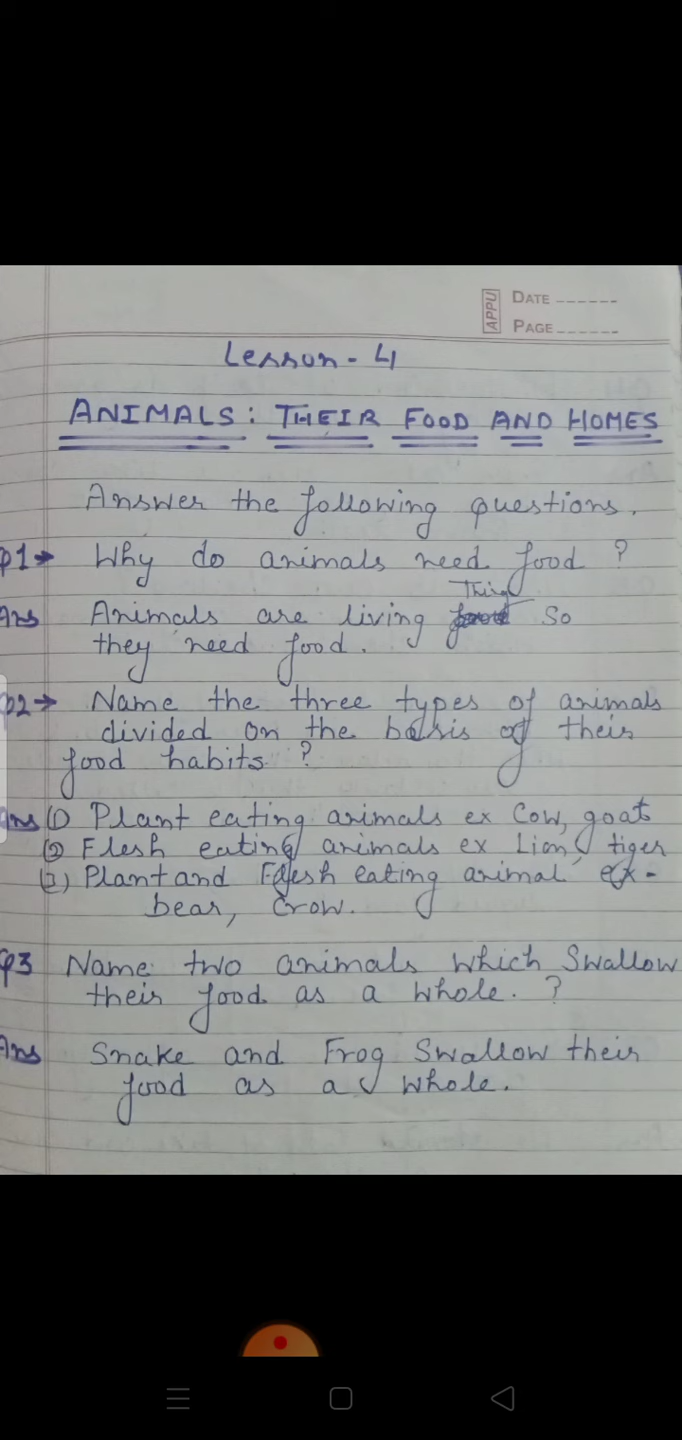 APPU
DATE ------
PAGE ------
Lesson - 4
ANIMALS: THEIR FOOD AND HOMES
Answer the following questions.
Q1→ Why do animals need food ?
Thing
Ans Animals are living so
they need food.
Q2→ Name the three types of animals
divided on the basis of their
food habits ?
Ans (1) Plant eating animals ex Cow, goat
(2) Flesh eating animals ex Lion, tiger
(3) Plant and Flesh eating animal ex-
bear, Crow.
Q3 Name two animals which Swallow
their food as a whole. ?
Ans Snake and Frog Swallow their
food as a whole.